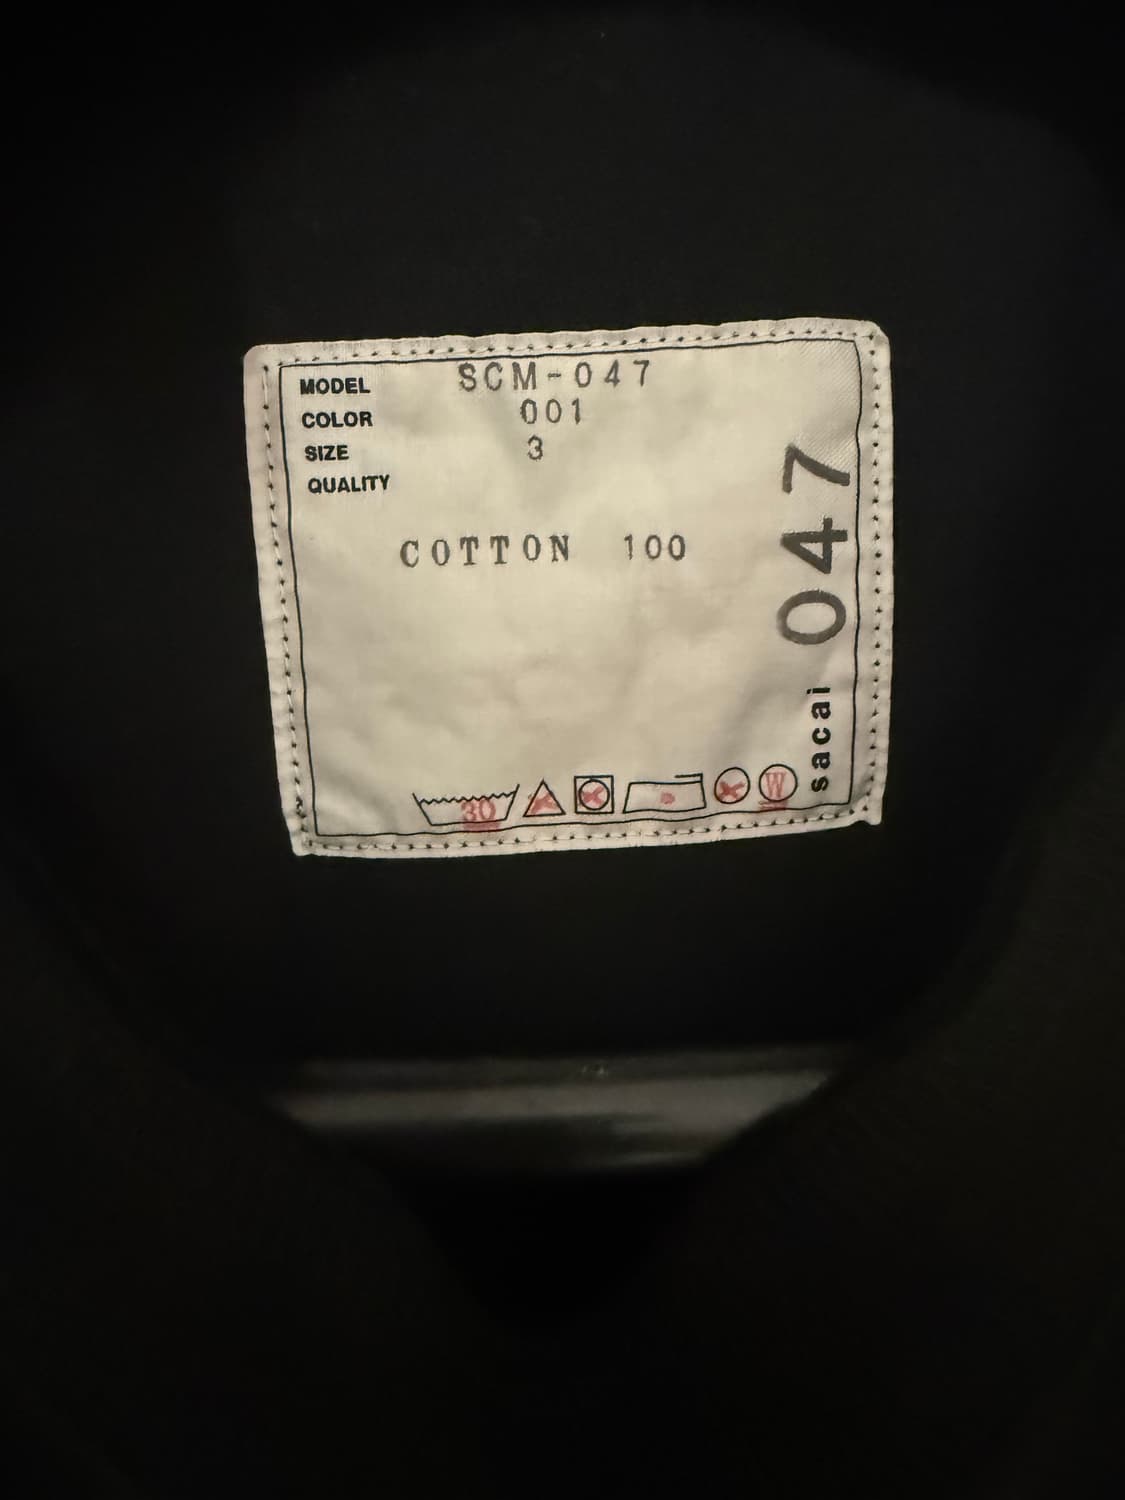 MODEL SCM-047
COLOR 001
SIZE 3
QUALITY
COTTON 100
sacai 047
30 W